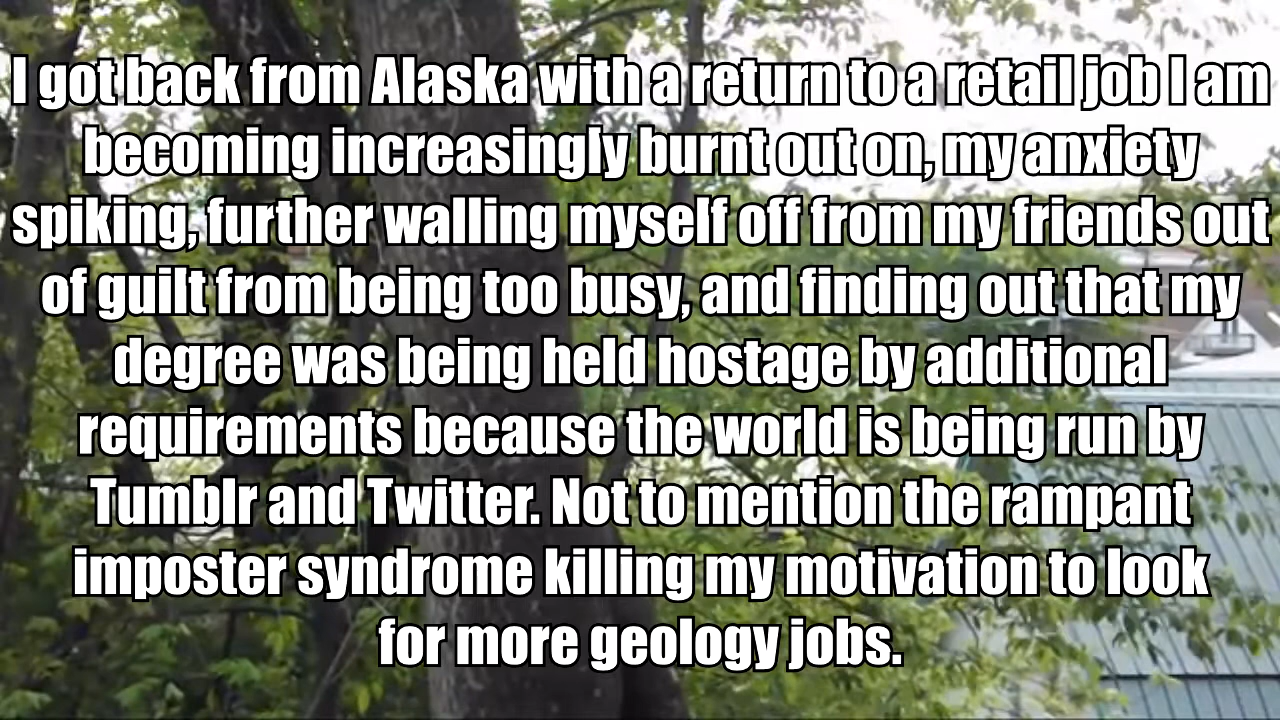 I got back from Alaska with a return to a retail job I am
becoming increasingly burnt out on, my anxiety
spiking, further walling myself off from my friends out
of guilt from being too busy, and finding out that my
degree was being held hostage by additional
requirements because the world is being run by
Tumblr and Twitter. Not to mention the rampant
imposter syndrome killing my motivation to look
for more geology jobs.